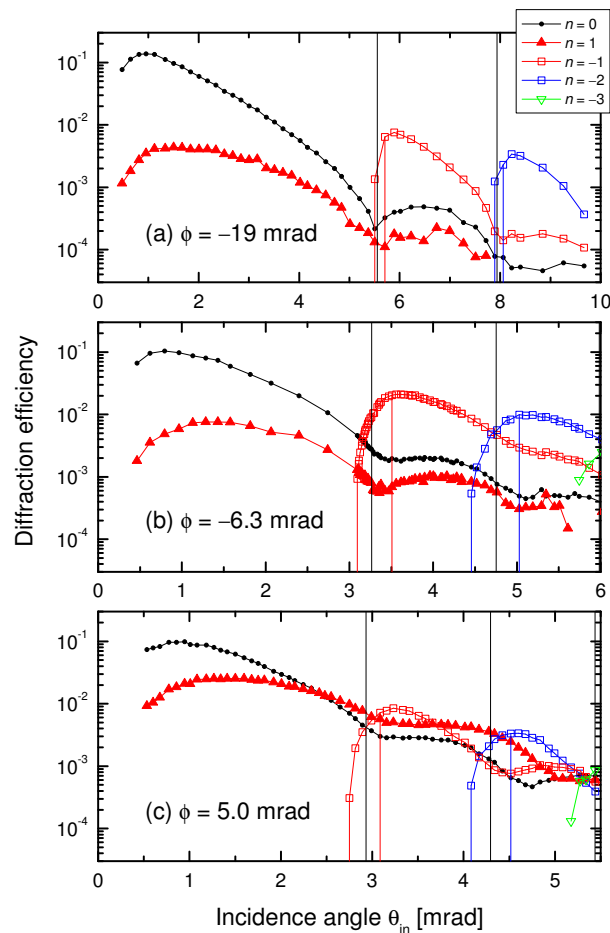 n = 0
n = 1
n = −1
n = −2
n = −3
10⁻¹
10⁻²
10⁻³
10⁻⁴
(a) ϕ = −19 mrad
0 2 4 6 8 10
10⁻¹
10⁻²
10⁻³
10⁻⁴
(b) ϕ = −6.3 mrad
0 1 2 3 4 5 6
Diffraction efficiency
10⁻¹
10⁻²
10⁻³
10⁻⁴
(c) ϕ = 5.0 mrad
0 1 2 3 4 5
Incidence angle θin [mrad]